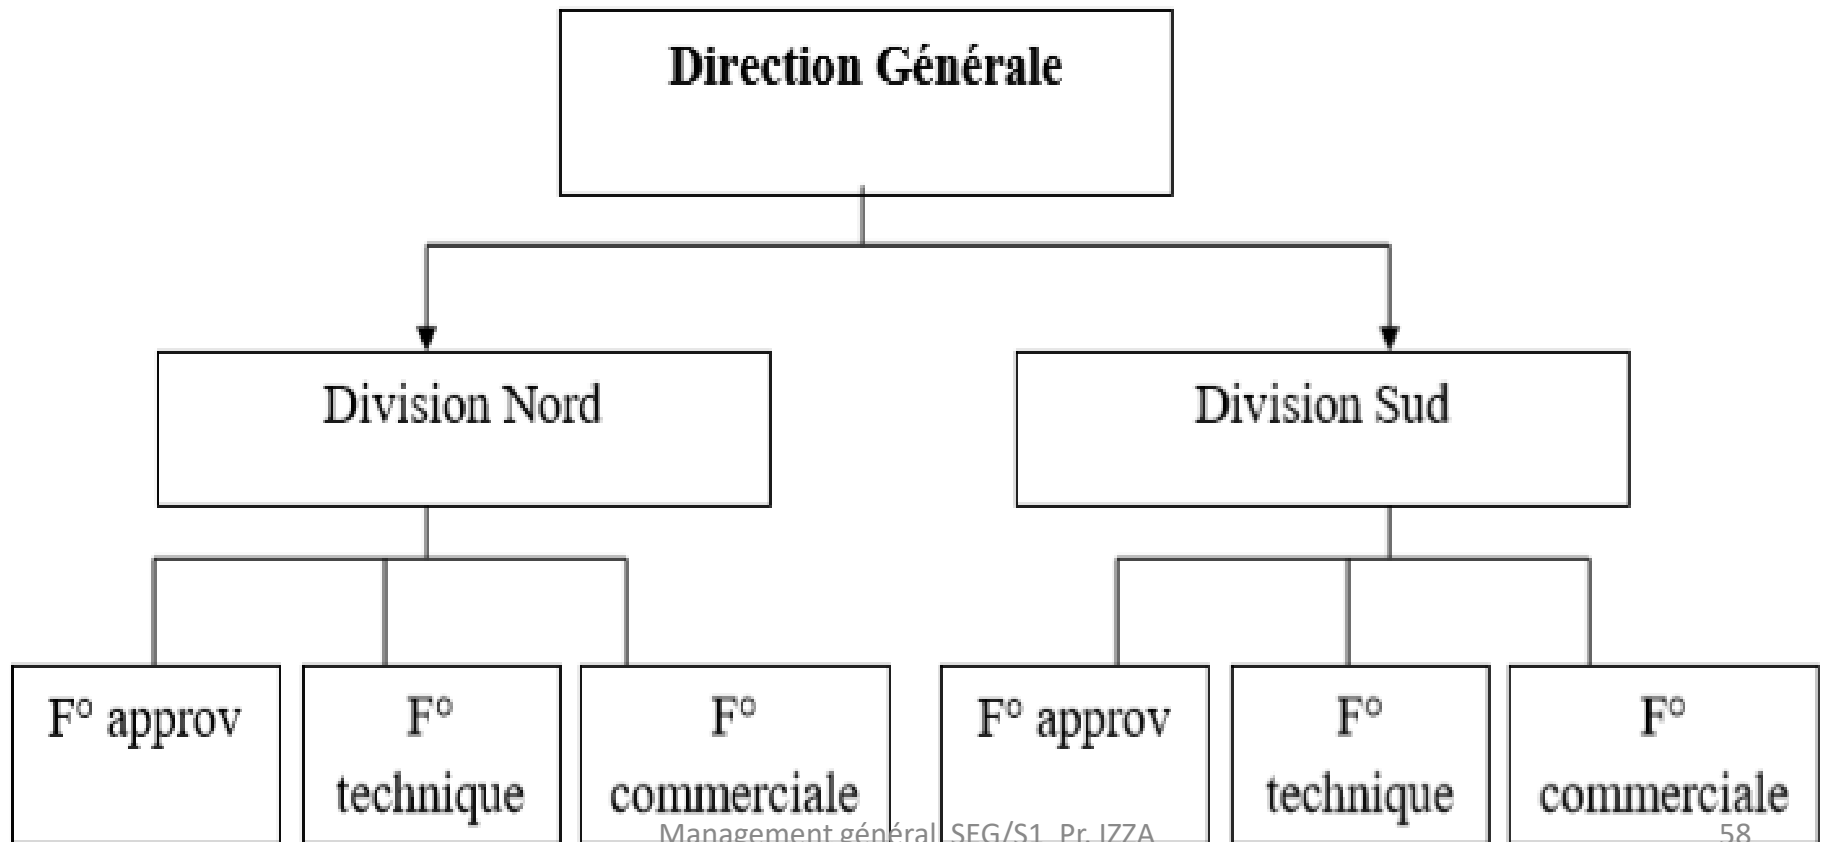 Direction Générale
Division Nord
Division Sud
F° approv
F°
technique
F°
commerciale
F° approv
F°
technique
F°
commerciale
Management général SEG/S1 Pr. IZZA
58